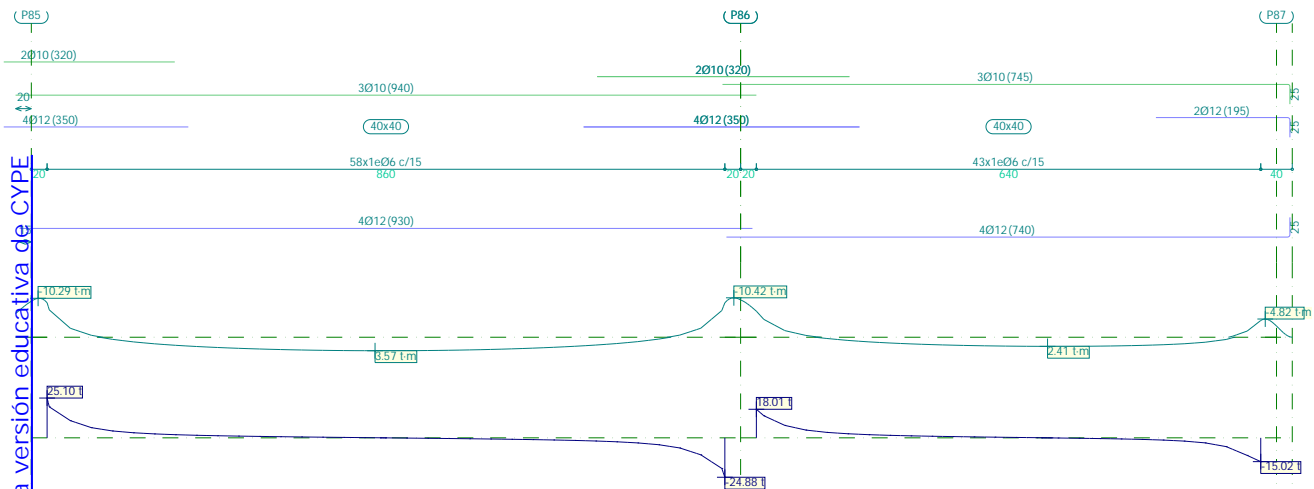 P85 P86 P87
2Ø10(320)
2Ø10(320)
3Ø10(940) 3Ø10(745)
20 25
4Ø12(350) 40x40 4Ø12(350) 40x40 2Ø12(195)
25
58x1eØ6 c/15 43x1eØ6 c/15
20 860 20 20 640 40
4Ø12(930) 4Ø12(740)
25
a versión educativa de CYPE
-10.29 t·m -10.42 t·m -4.82 t·m
3.57 t·m 2.41 t·m
25.10 t 18.01 t
-24.88 t -15.02 t